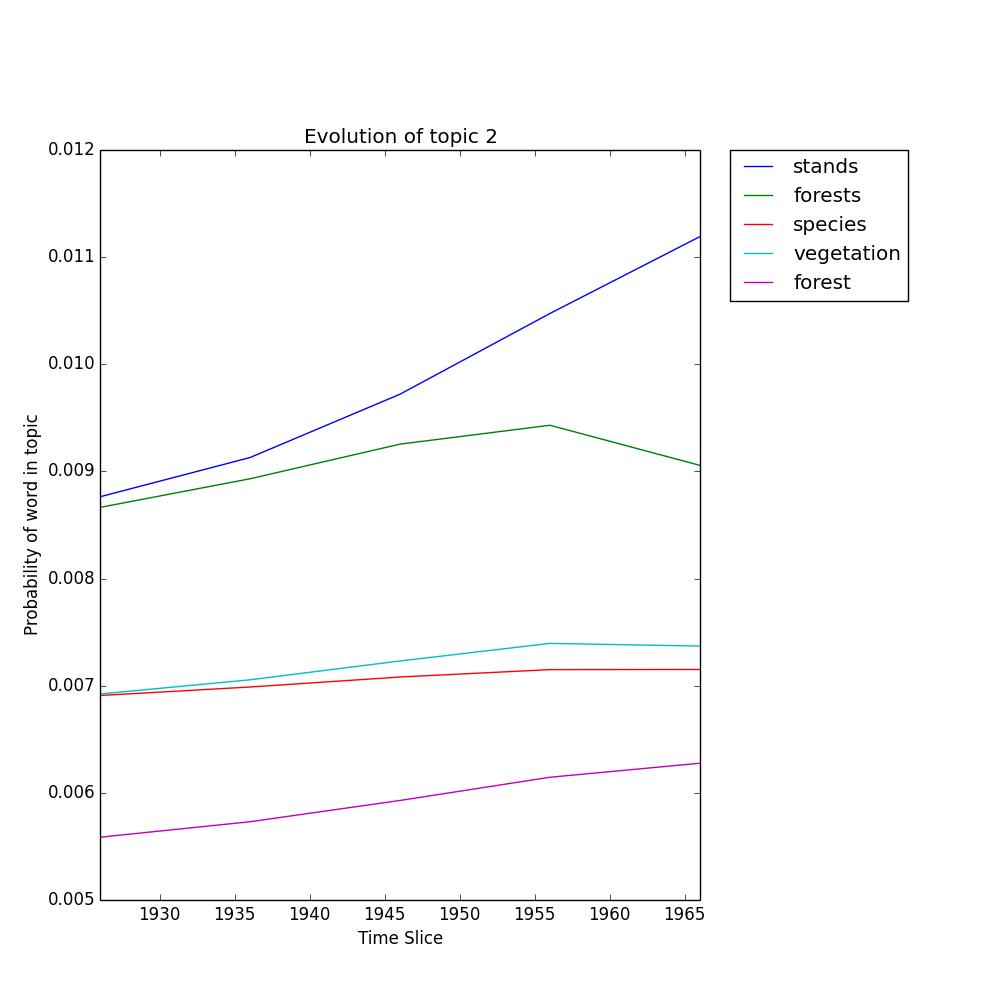 Evolution of topic 2
0.012
0.011
0.010
0.009
0.008
0.007
0.006
0.005
Probability of word in topic
1930 1935 1940 1945 1950 1955 1960 1965
Time Slice
stands
forests
species
vegetation
forest